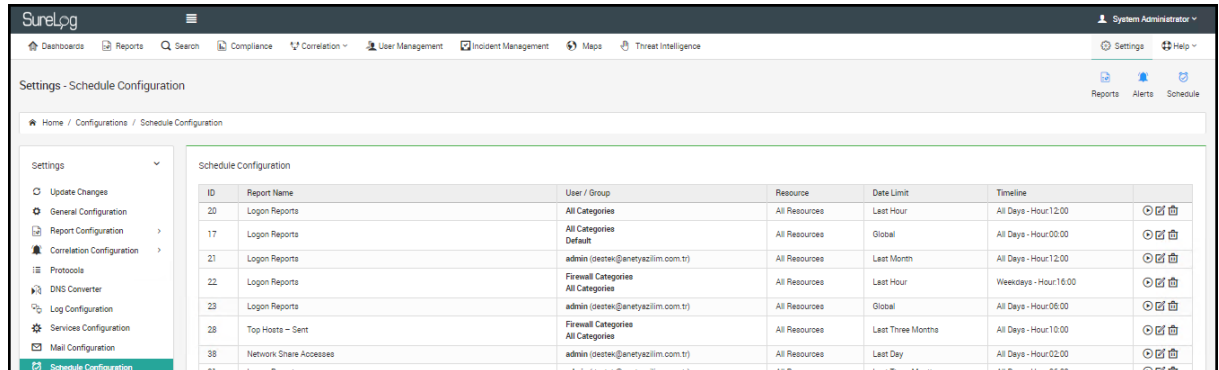 SureLog
System Administrator
Dashboards Reports Search Compliance Correlation User Management Incident Management Maps Threat Intelligence Settings Help
Settings - Schedule Configuration
Reports Alerts Schedule
Home / Configurations / Schedule Configuration
Settings
Update Changes
General Configuration
Report Configuration
Correlation Configuration
Protocols
DNS Converter
Log Configuration
Services Configuration
Mail Configuration
Schedule Configuration
Schedule Configuration
ID Report Name User / Group Resource Date Limit Timeline
20 Logon Reports All Categories All Resources Last Hour All Days - Hour:12:00
17 Logon Reports All Categories Default All Resources Global All Days - Hour:00:00
21 Logon Reports admin (destek@anetyazilim.com.tr) All Resources Last Month All Days - Hour:12:00
22 Logon Reports Firewall Categories All Categories All Resources Last Hour Weekdays - Hour:16:00
23 Logon Reports admin (destek@anetyazilim.com.tr) All Resources Global All Days - Hour:06:00
28 Top Hosts – Sent Firewall Categories All Categories All Resources Last Three Months All Days - Hour:10:00
38 Network Share Accesses admin (destek@anetyazilim.com.tr) All Resources Last Day All Days - Hour:02:00